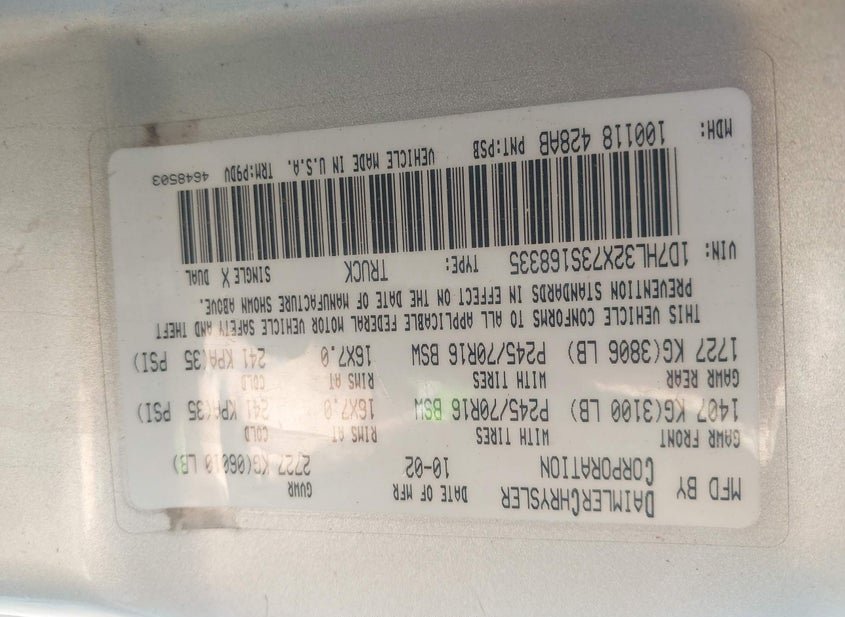 MFD BY DAIMLERCHRYSLER CORPORATION DATE OF MFR 10-02 GVWR 2727 KG(06010 LB)
GAWR FRONT WITH TIRES RIMS AT COLD
1407 KG(3100 LB) P245/70R16 BSW 16X7.0 241 KPA(35 PSI)
GAWR REAR WITH TIRES RIMS AT COLD
1727 KG(3806 LB) P245/70R16 BSW 16X7.0 241 KPA(35 PSI)
THIS VEHICLE CONFORMS TO ALL APPLICABLE FEDERAL MOTOR VEHICLE SAFETY AND THEFT
PREVENTION STANDARDS IN EFFECT ON THE DATE OF MANUFACTURE SHOWN ABOVE.
VIN: 1D7HL32X73S168335 TYPE: TRUCK SINGLE X DUAL
MDH: 100118 428AB PNT:PSB VEHICLE MADE IN U.S.A. TRM:P9DV 4648503